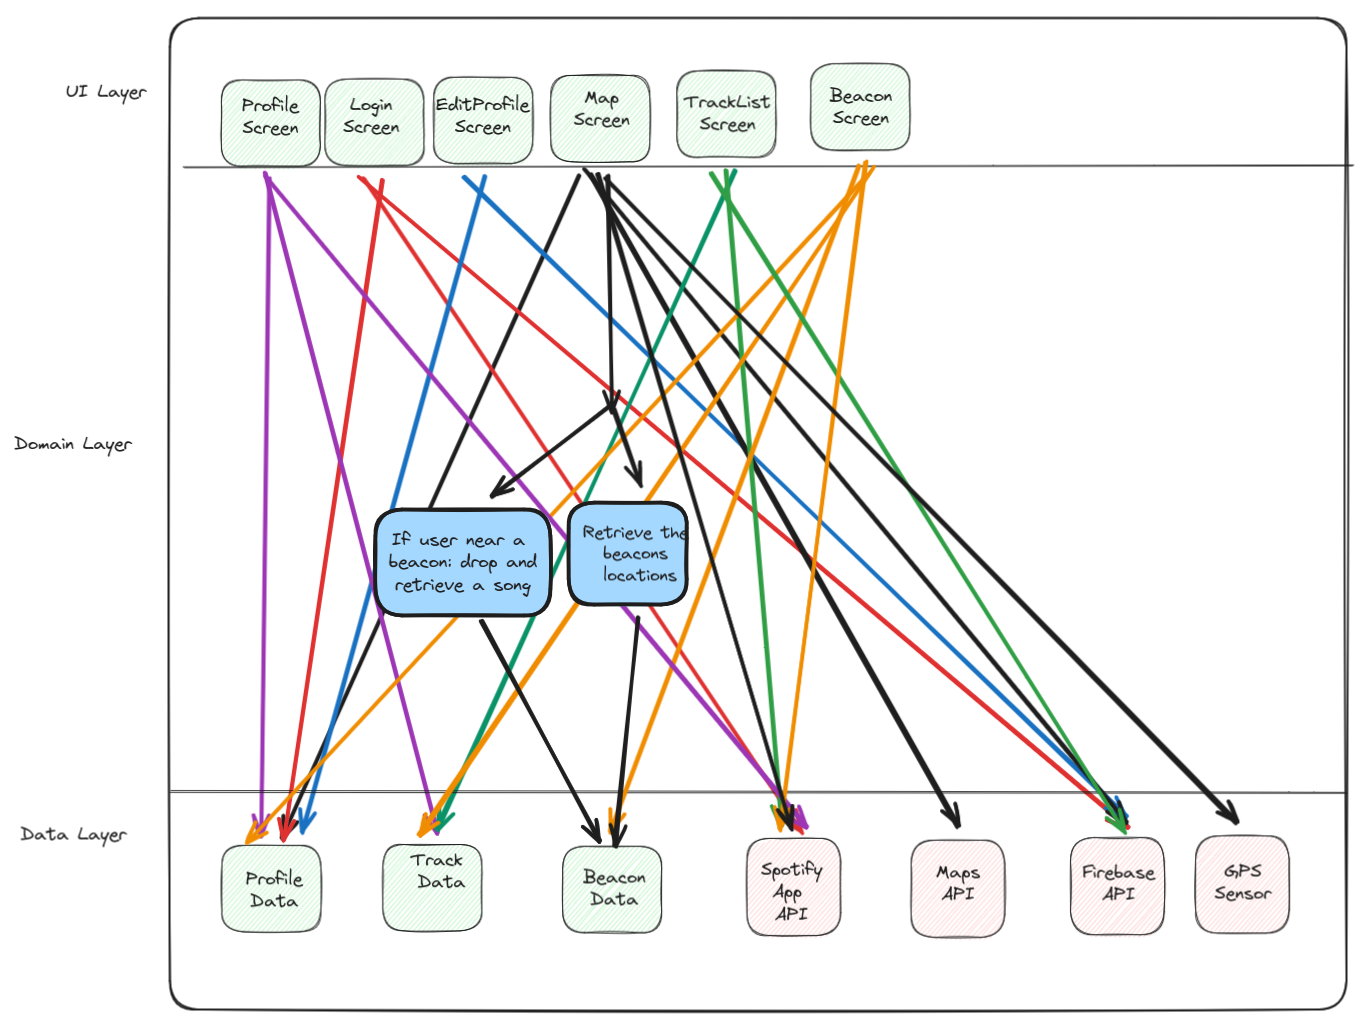 UI Layer
Profile
Screen
Login
Screen
EditProfile
Screen
Map
Screen
TrackList
Screen
Beacon
Screen
Domain Layer
If user near a
beacon: drop and
retrieve a song
Retrieve the
beacons
locations
Data Layer
Profile
Data
Track
Data
Beacon
Data
Spotify
App
API
Maps
API
Firebase
API
GPS
Sensor